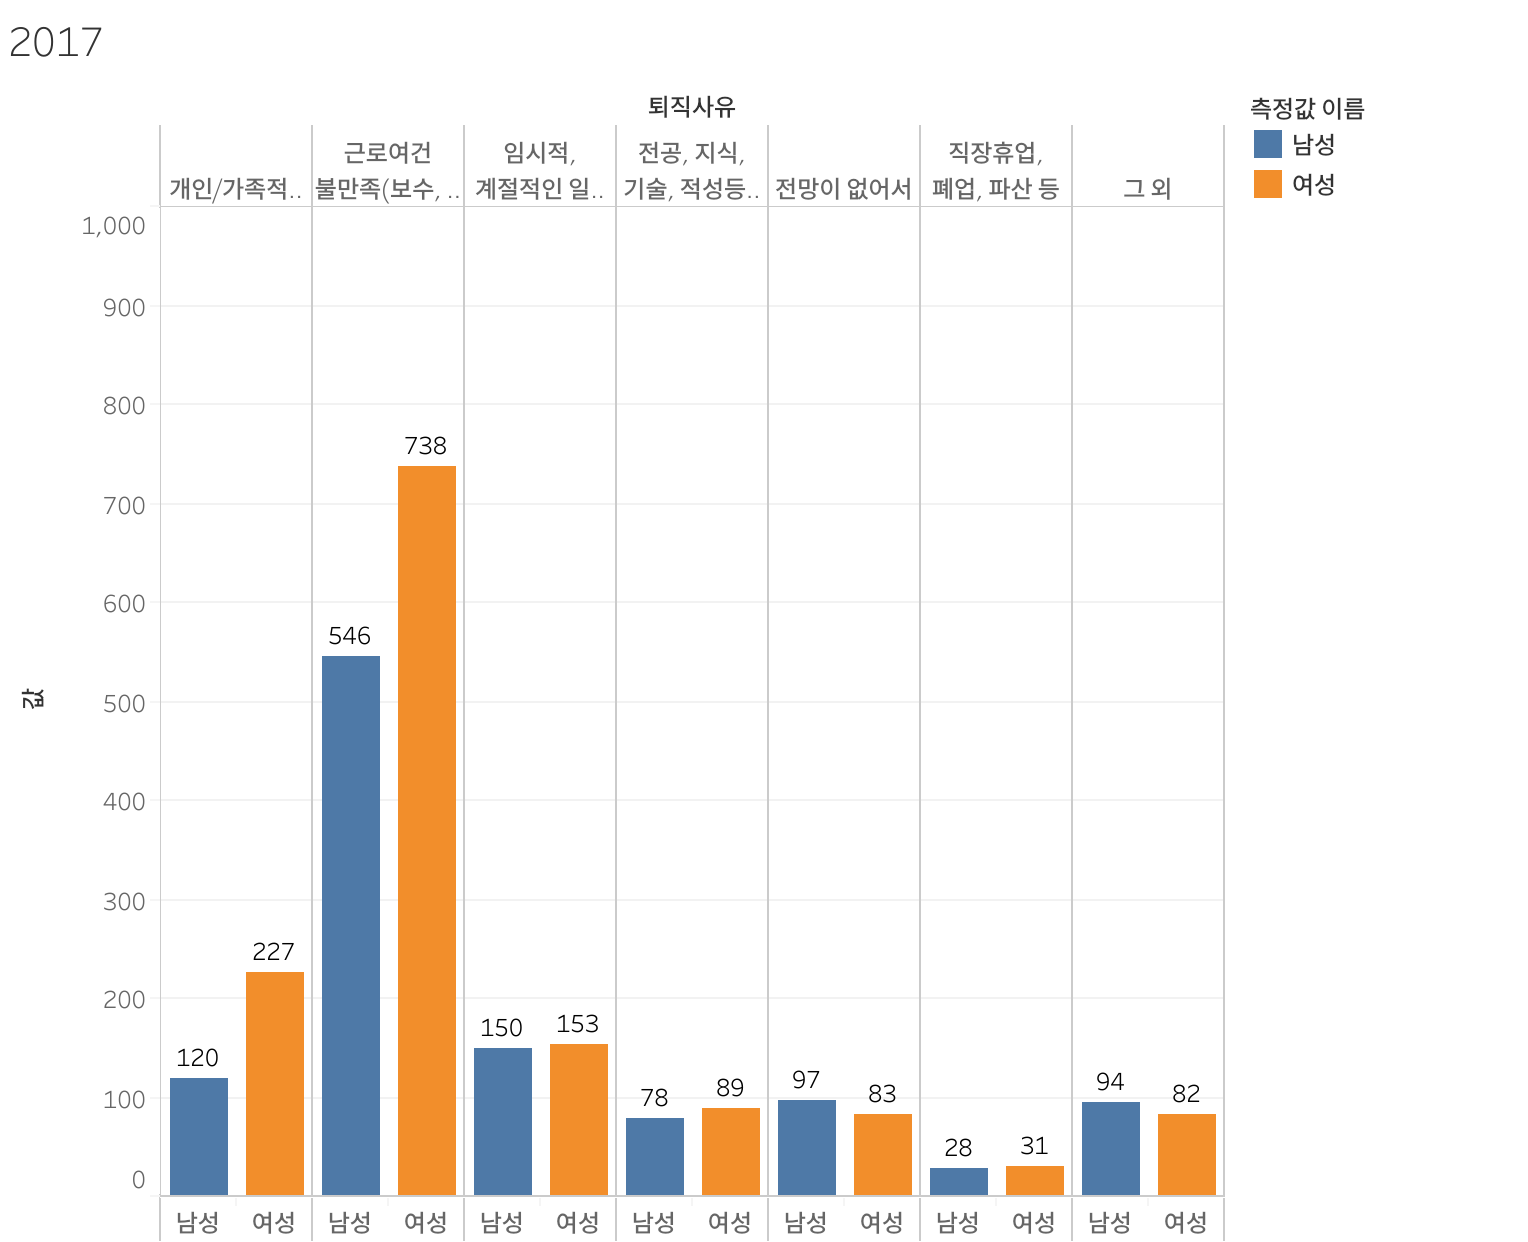 2017
퇴직사유
측정값 이름
남성
여성
개인/가족적..
근로여건
불만족(보수, ..
임시적,
계절적인 일..
전공, 지식,
기술, 적성등..
전망이 없어서
직장휴업,
폐업, 파산 등
그 외
값
1,000
900
800
700
600
500
400
300
200
100
0
120
227
546
738
150
153
78
89
97
83
28
31
94
82
남성
여성
남성
여성
남성
여성
남성
여성
남성
여성
남성
여성
남성
여성